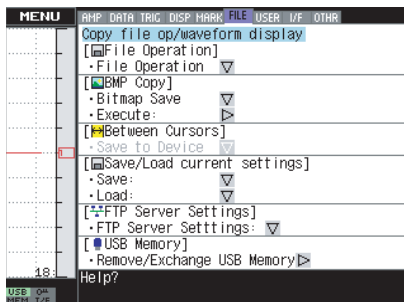 MENU
AMP DATA TRIG DISP MARK FILE USER I/F OTHR
Copy file op/waveform display
[File Operation]
・File Operation ▽
[BMP Copy]
・Bitmap Save ▽
・Execute: ▷
[Between Cursors]
・Save to Device ▽
[Save/Load current settings]
・Save: ▽
・Load: ▽
[FTP Server Settings]
・FTP Server Setttings: ▽
[USB Memory]
・Remove/Exchange USB Memory▷
18:
Help?
USB
MEM I/F